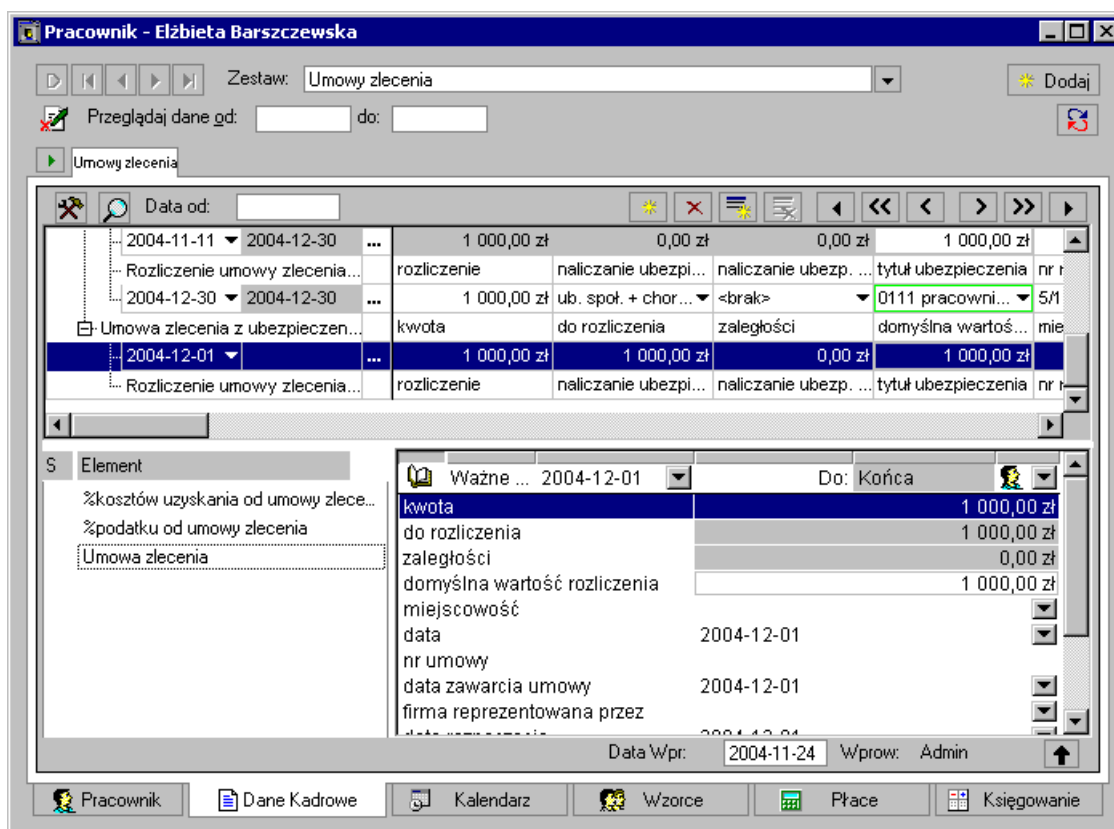 Pracownik - Elżbieta Barszczewska
Zestaw: Umowy zlecenia Dodaj
Przeglądaj dane od: do:
Umowy zlecenia
Data od:
2004-11-11 2004-12-30 ... 1 000,00 zł 0,00 zł 0,00 zł 1 000,00 zł
Rozliczenie umowy zlecenia... rozliczenie naliczanie ubezpi... naliczanie ubezp. ... tytuł ubezpieczenia nr
2004-12-30 2004-12-30 ... 1 000,00 zł ub. społ. + chor... <brak> 0111 pracowni... 5/1
Umowa zlecenia z ubezpieczen... kwota do rozliczenia zaległości domyślna wartoś... mie
2004-12-01 ... 1 000,00 zł 1 000,00 zł 0,00 zł 1 000,00 zł
Rozliczenie umowy zlecenia... rozliczenie naliczanie ubezpi... naliczanie ubezp. ... tytuł ubezpieczenia nr
S Element
%kosztów uzyskania od umowy zlece...
%podatku od umowy zlecenia
Umowa zlecenia
Ważne ... 2004-12-01 Do: Końca
kwota 1 000,00 zł
do rozliczenia 1 000,00 zł
zaległości 0,00 zł
domyślna wartość rozliczenia 1 000,00 zł
miejscowość
data 2004-12-01
nr umowy
data zawarcia umowy 2004-12-01
firma reprezentowana przez
Data Wpr: 2004-11-24 Wprow: Admin
Pracownik Dane Kadrowe Kalendarz Wzorce Płace Księgowanie